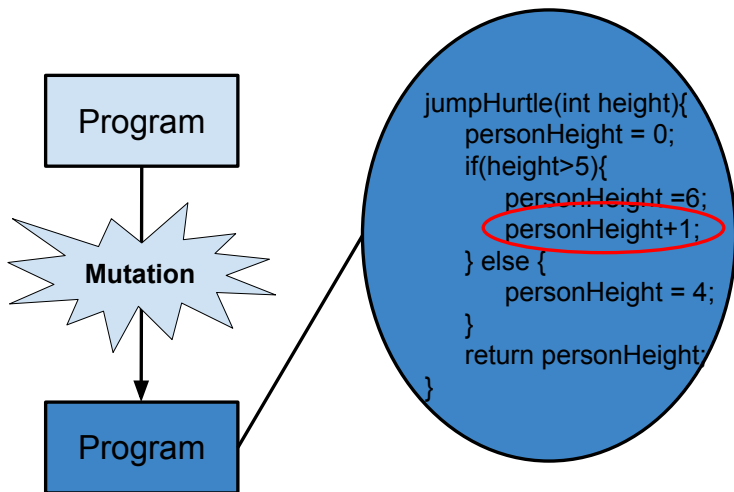 Program
Mutation
Program
jumpHurtle(int height){
personHeight = 0;
if(height>5){
personHeight =6;
personHeight+1;
} else {
personHeight = 4;
}
return personHeight;
}